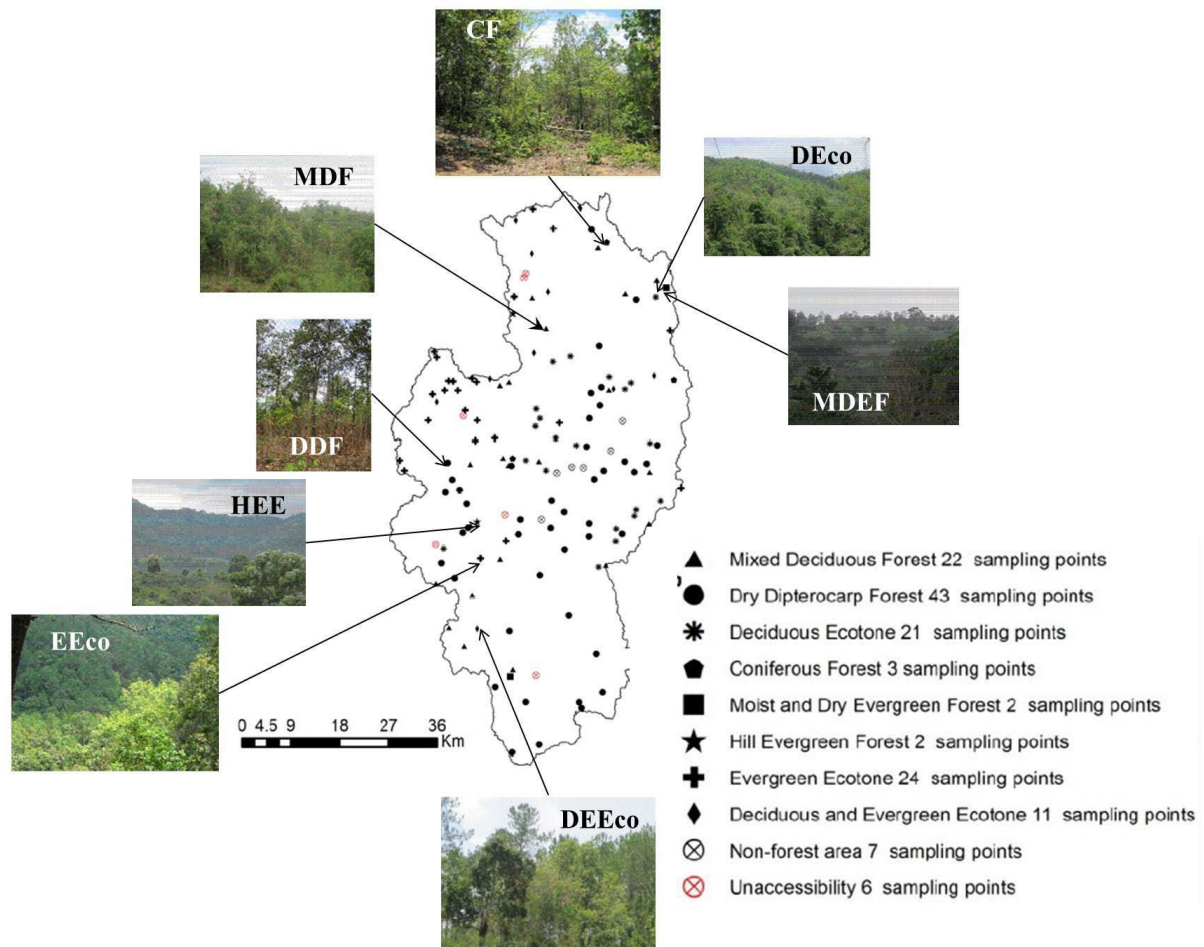 CF
DEco
MDF
MDEF
DDF
HEE
EEco
DEEco
0 4.5 9 18 27 36
Km
Mixed Deciduous Forest 22 sampling points
Dry Dipterocarp Forest 43 sampling points
Deciduous Ecotone 21 sampling points
Coniferous Forest 3 sampling points
Moist and Dry Evergreen Forest 2 sampling points
Hill Evergreen Forest 2 sampling points
Evergreen Ecotone 24 sampling points
Deciduous and Evergreen Ecotone 11 sampling points
Non-forest area 7 sampling points
Unaccessibility 6 sampling points